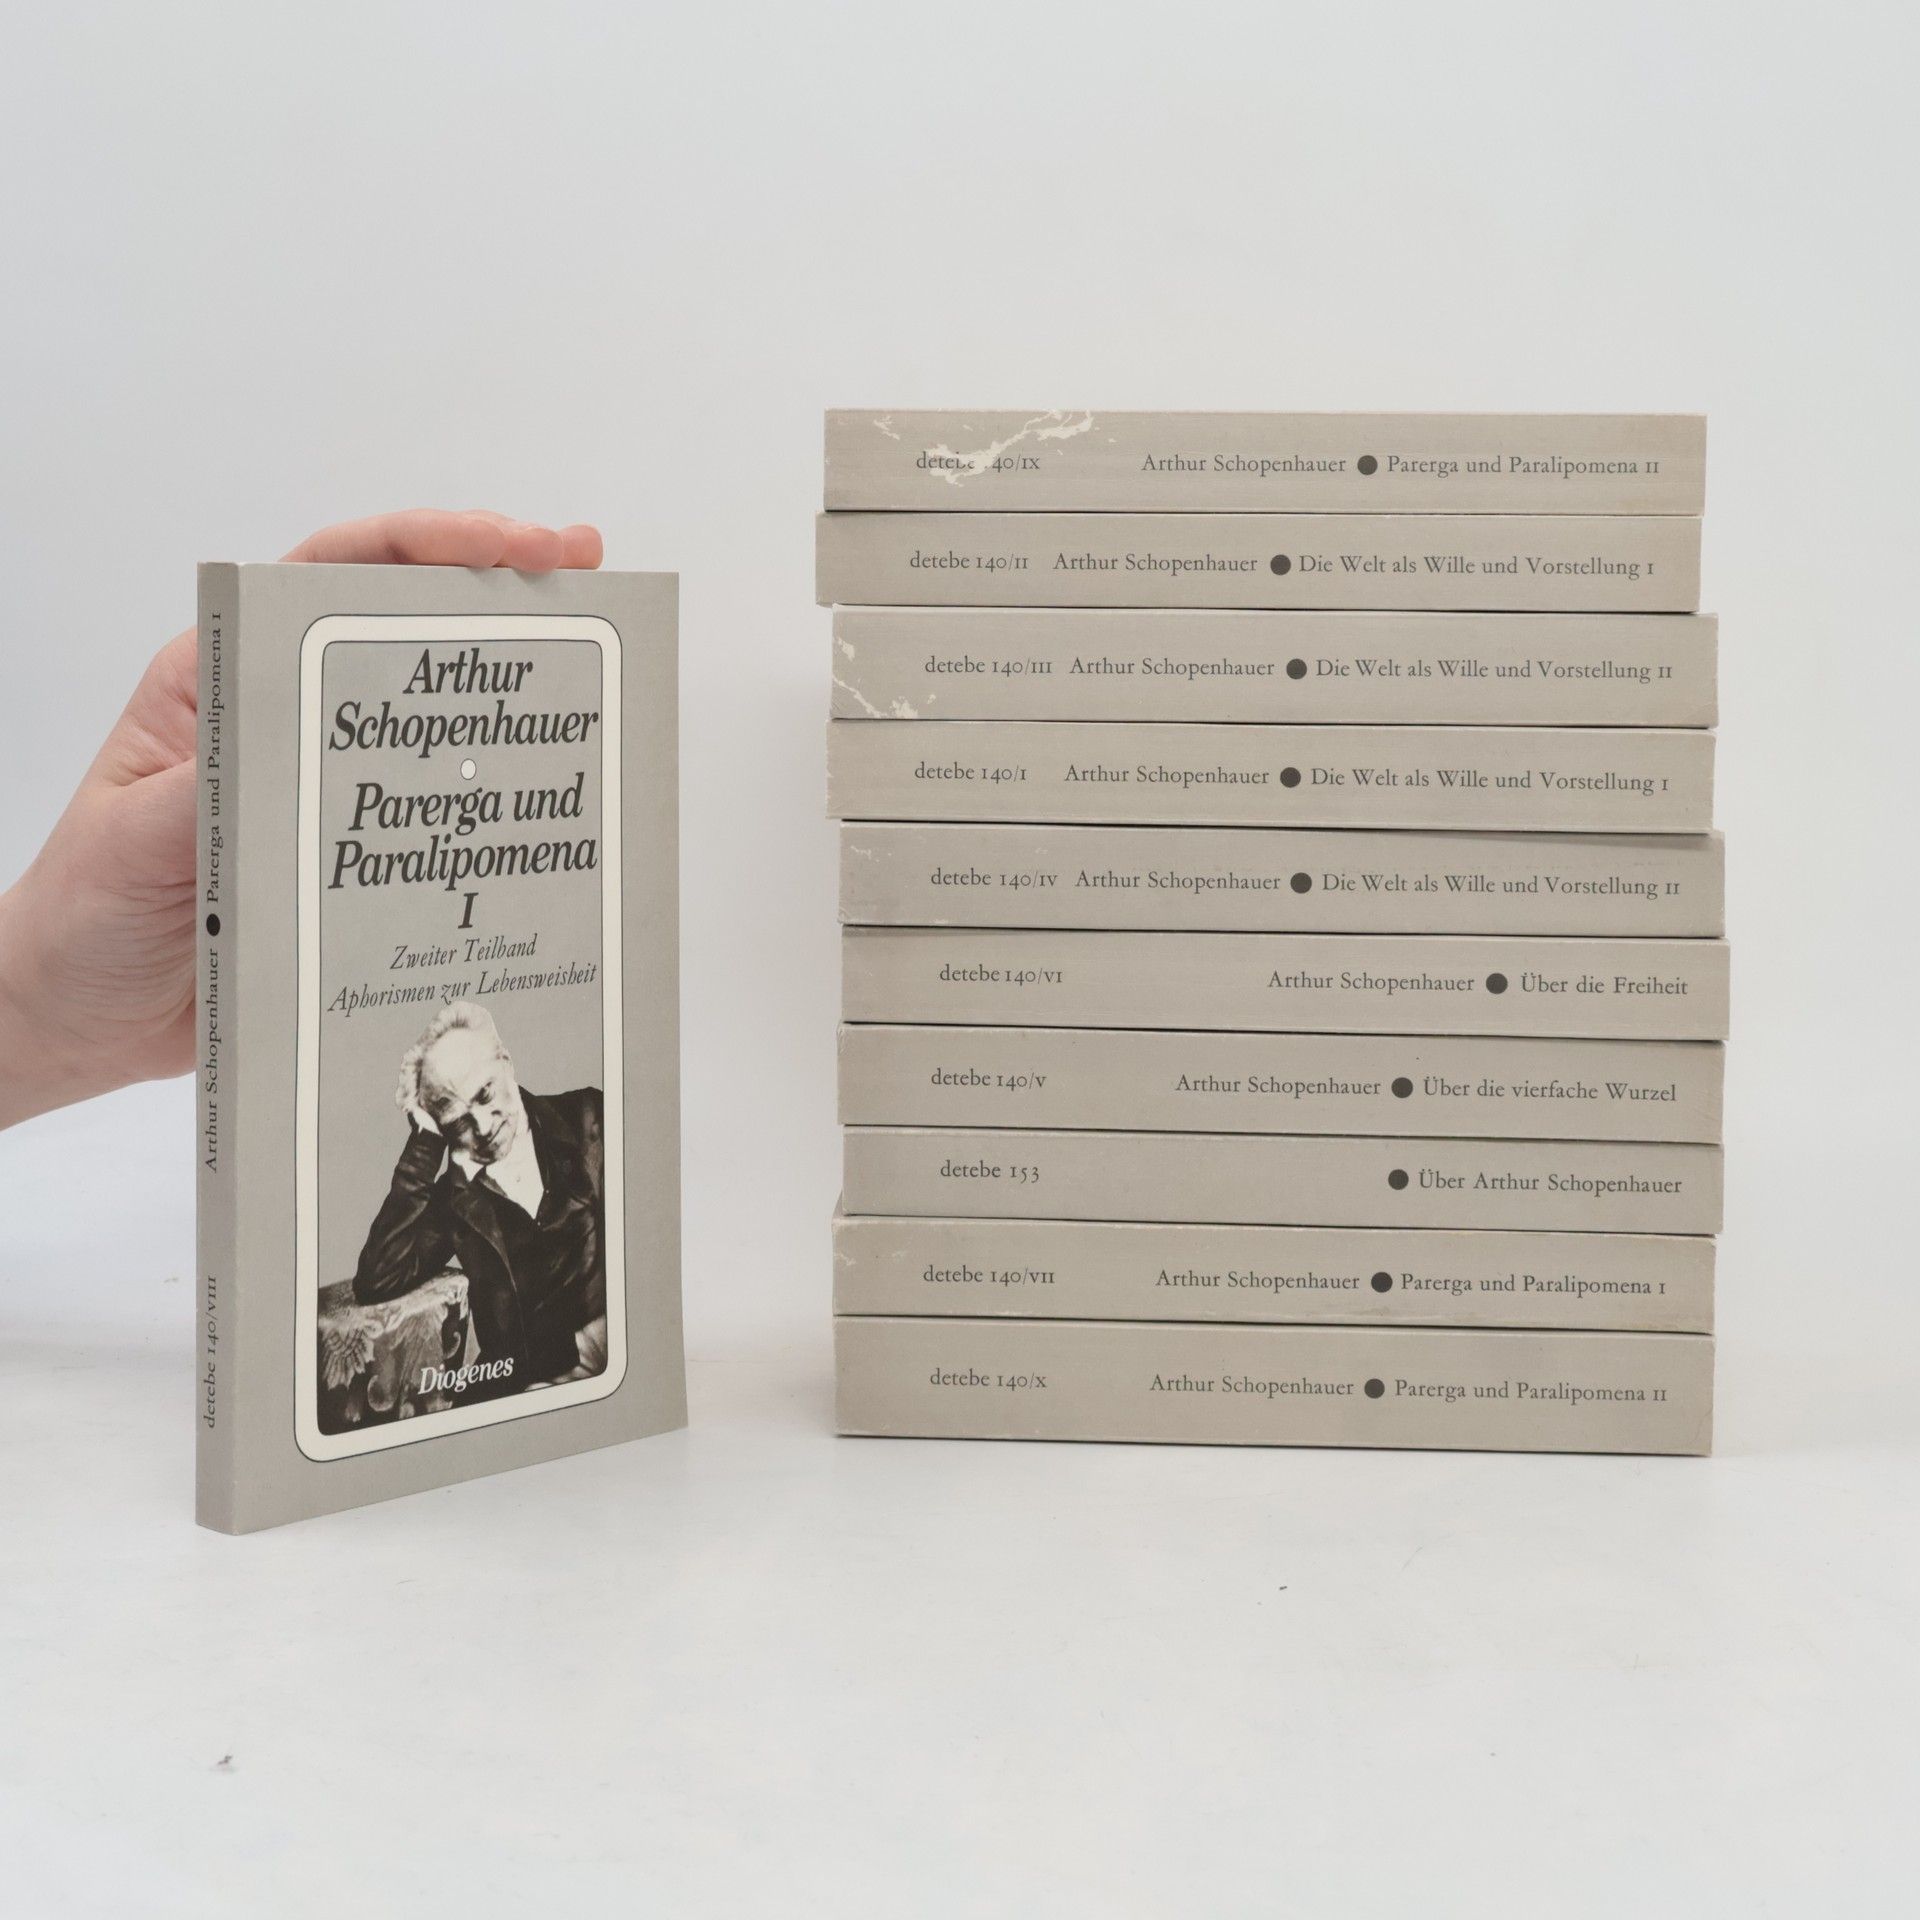 Arthur
Schopenhauer
Parerga und
Paralipomena
I
Zweiter Teilband
Aphorismen zur Lebensweisheit
Diogenes
detebe 140/VIII Arthur Schopenhauer ● Parerga und Paralipomena I
40/IX Arthur Schopenhauer ● Parerga und Paralipomena II
detebe 140/II Arthur Schopenhauer ● Die Welt als Wille und Vorstellung I
detebe 140/III Arthur Schopenhauer ● Die Welt als Wille und Vorstellung II
detebe 140/I Arthur Schopenhauer ● Die Welt als Wille und Vorstellung I
detebe 140/IV Arthur Schopenhauer ● Die Welt als Wille und Vorstellung II
detebe 140/VI Arthur Schopenhauer ● Über die Freiheit
detebe 140/V Arthur Schopenhauer ● Über die vierfache Wurzel
detebe 153 ● Über Arthur Schopenhauer
detebe 140/VII Arthur Schopenhauer ● Parerga und Paralipomena I
detebe 140/X Arthur Schopenhauer ● Parerga und Paralipomena II